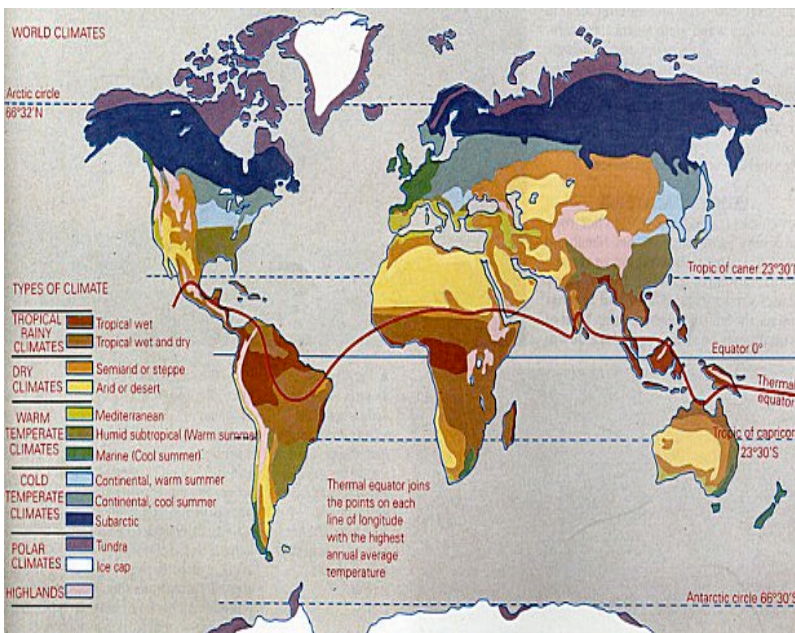 WORLD CLIMATES
Arctic circle
66°32'N
Tropic of caner 23°30'N
TYPES OF CLIMATE
TROPICAL
RAINY
CLIMATES
Tropical wet
Tropical wet and dry
Equator 0°
DRY
CLIMATES
Semiarid or steppe
Arid or desert
Thermal
equator
WARM
TEMPERATE
CLIMATES
Mediterranean
Humid subtropical (Warm summer)
Marine (Cool summer)
Tropic of capricorn
23°30'S
COLD
TEMPERATE
CLIMATES
Continental, warm summer
Continental, cool summer
Subarctic
Thermal equator joins
the points on each
line of longitude
with the highest
annual average
temperature
POLAR
CLIMATES
Tundra
Ice cap
HIGHLANDS
Antarctic circle 66°30'S